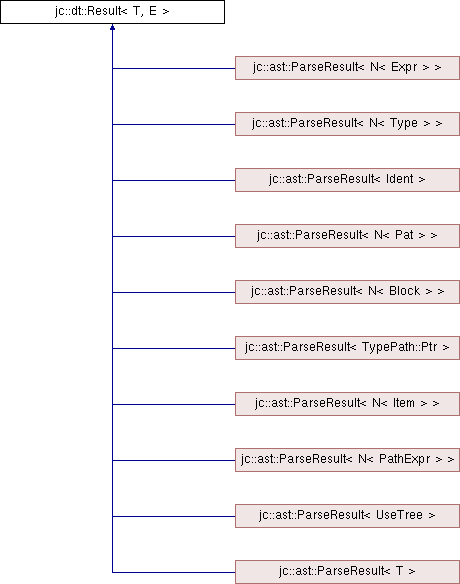 jc::dt::Result< T, E >
jc::ast::ParseResult< N< Expr > >
jc::ast::ParseResult< N< Type > >
jc::ast::ParseResult< Ident >
jc::ast::ParseResult< N< Pat > >
jc::ast::ParseResult< N< Block > >
jc::ast::ParseResult< TypePath::Ptr >
jc::ast::ParseResult< N< Item > >
jc::ast::ParseResult< N< PathExpr > >
jc::ast::ParseResult< UseTree >
jc::ast::ParseResult< T >